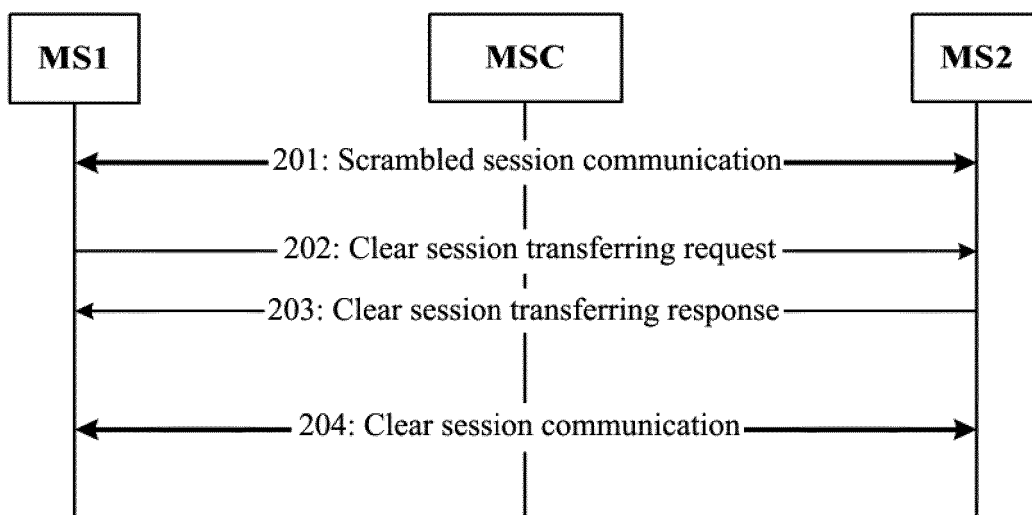 MS1
MSC
MS2
201: Scrambled session communication
202: Clear session transferring request
203: Clear session transferring response
204: Clear session communication